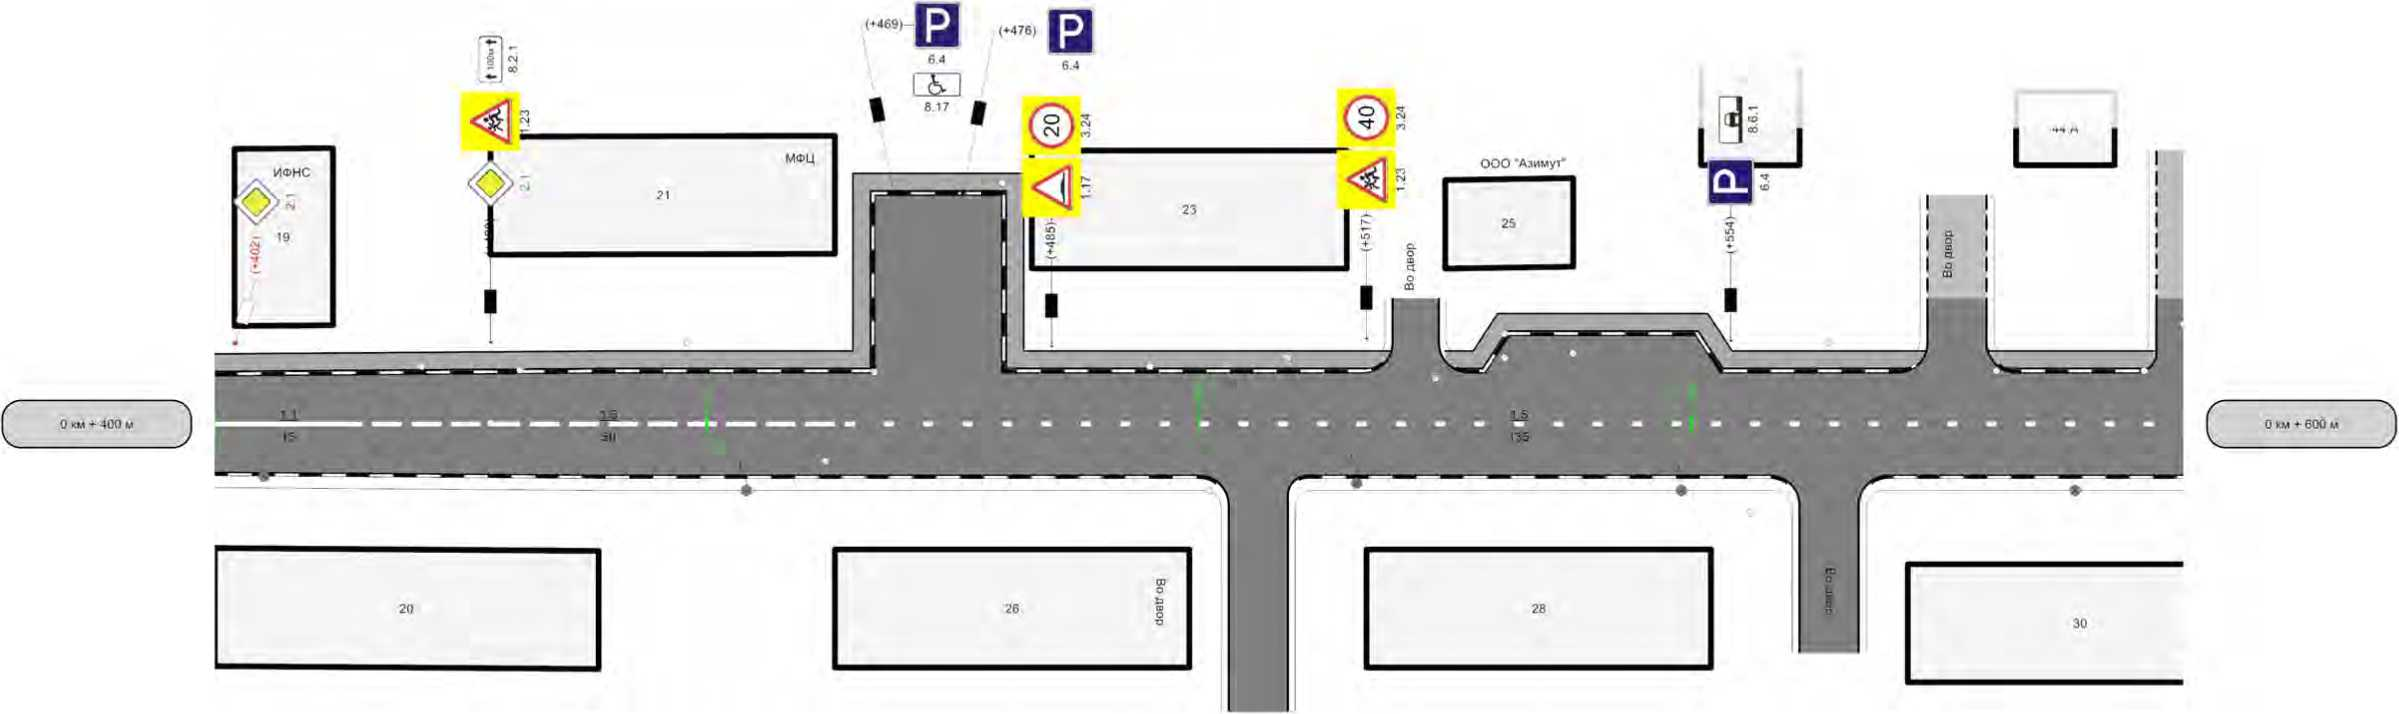 (+469)
P
6.4
8.17
(+476)
P
6.4
100м
8.2.1
1.23
2.1
ИФНС
2.1
19
(+402)
МФЦ
21
20
3.24
1.17
(+485)
23
40
3.24
1.23
(+517)
Во двор
ООО "Азимут"
25
8.6.1
P
6.4
(+554)
Во двор
44 А
0 км + 400 м
1.1
15
1.5
135
0 км + 600 м
20
26
Во двор
28
Во двор
30